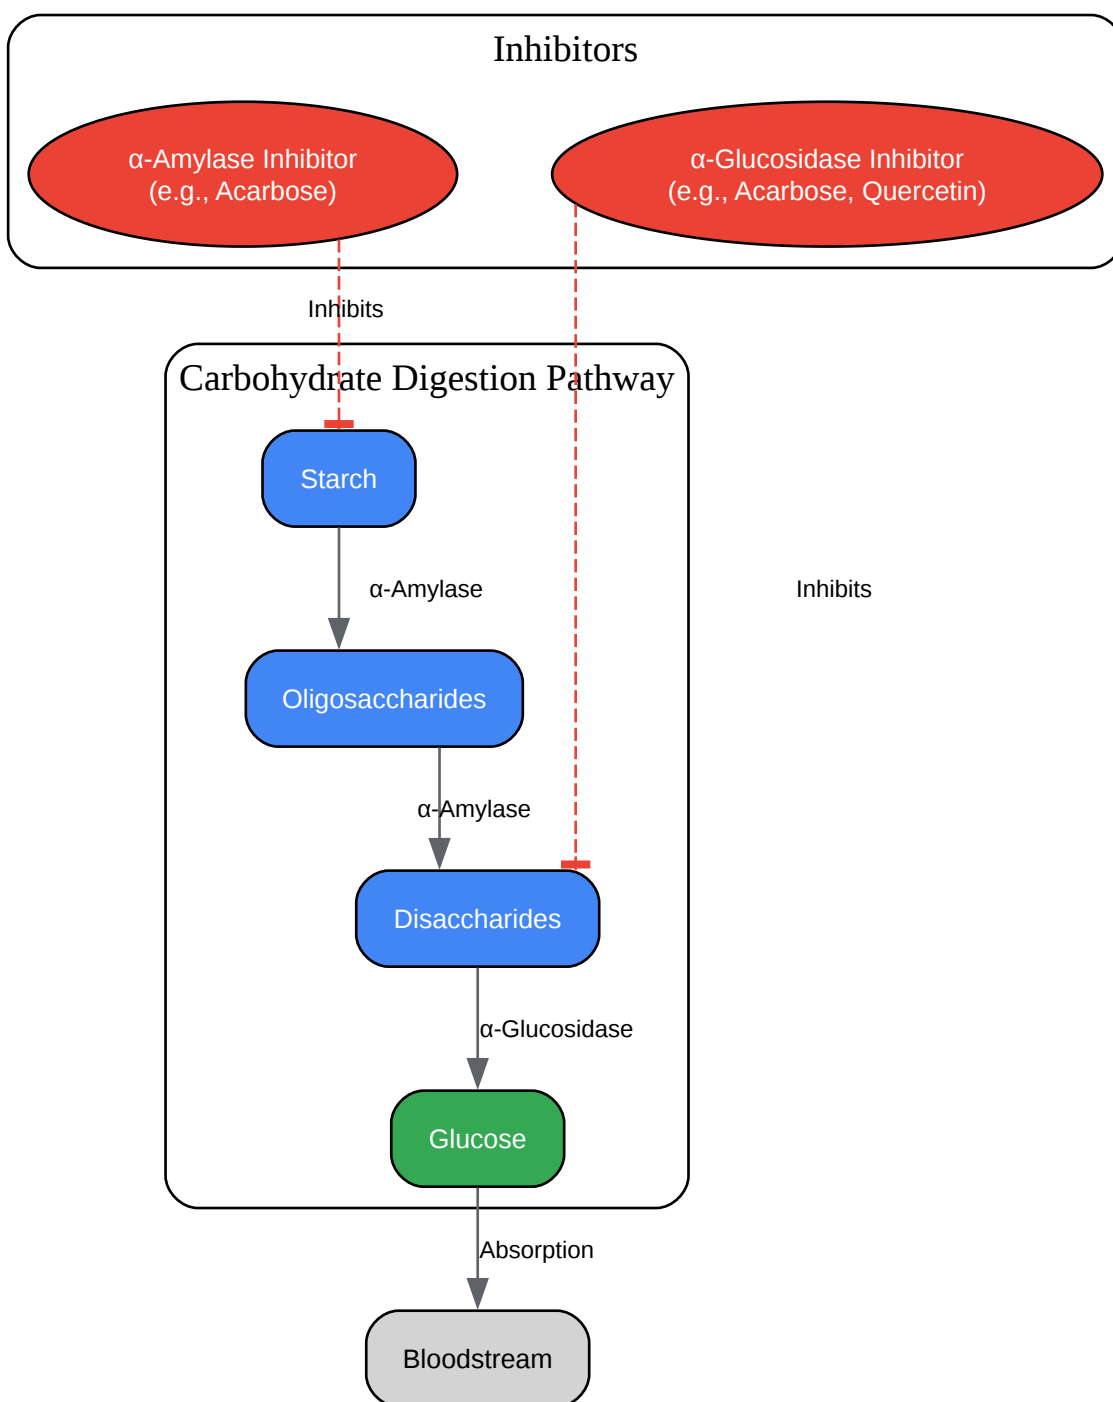 Inhibitors
α-Amylase Inhibitor
(e.g., Acarbose)
α-Glucosidase Inhibitor
(e.g., Acarbose, Quercetin)
Inhibits
Carbohydrate Digestion Pathway
Starch
α-Amylase
Inhibits
Oligosaccharides
α-Amylase
Disaccharides
α-Glucosidase
Glucose
Absorption
Bloodstream